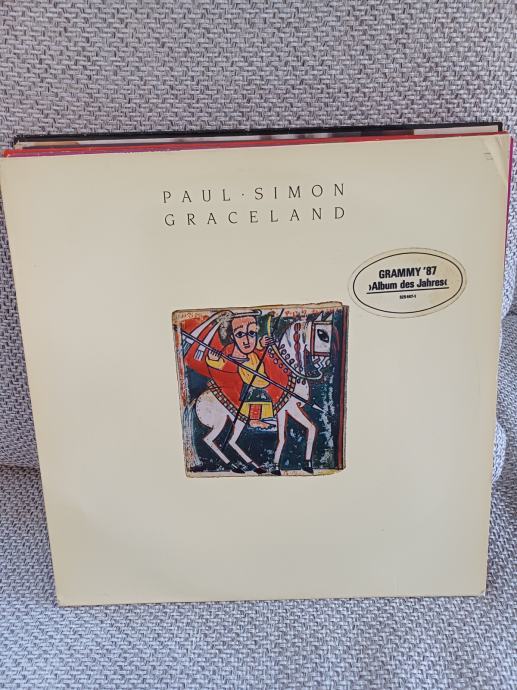 PAUL · SIMON
GRACELAND
GRAMMY '87
›Album des Jahres‹